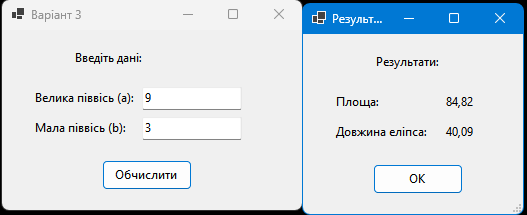 Варіант 3
Введіть дані:
Велика піввісь (a): 9
Мала піввісь (b): 3
Обчислити
Результ...
Результати:
Площа: 84,82
Довжина еліпса: 40,09
OK